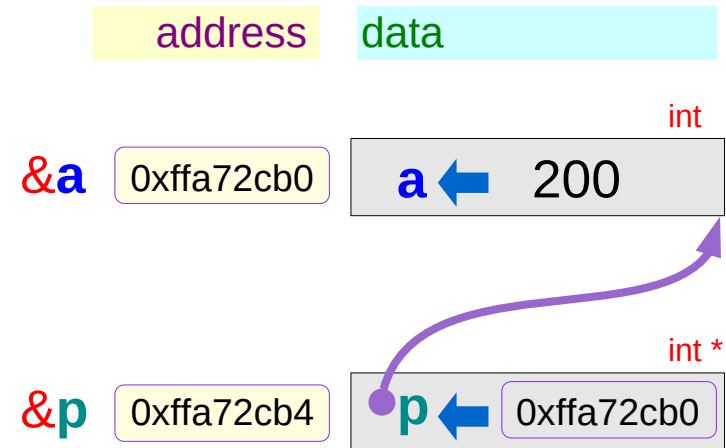 address data
int
&a 0xffa72cb0 a 200
int *
&p 0xffa72cb4 p 0xffa72cb0